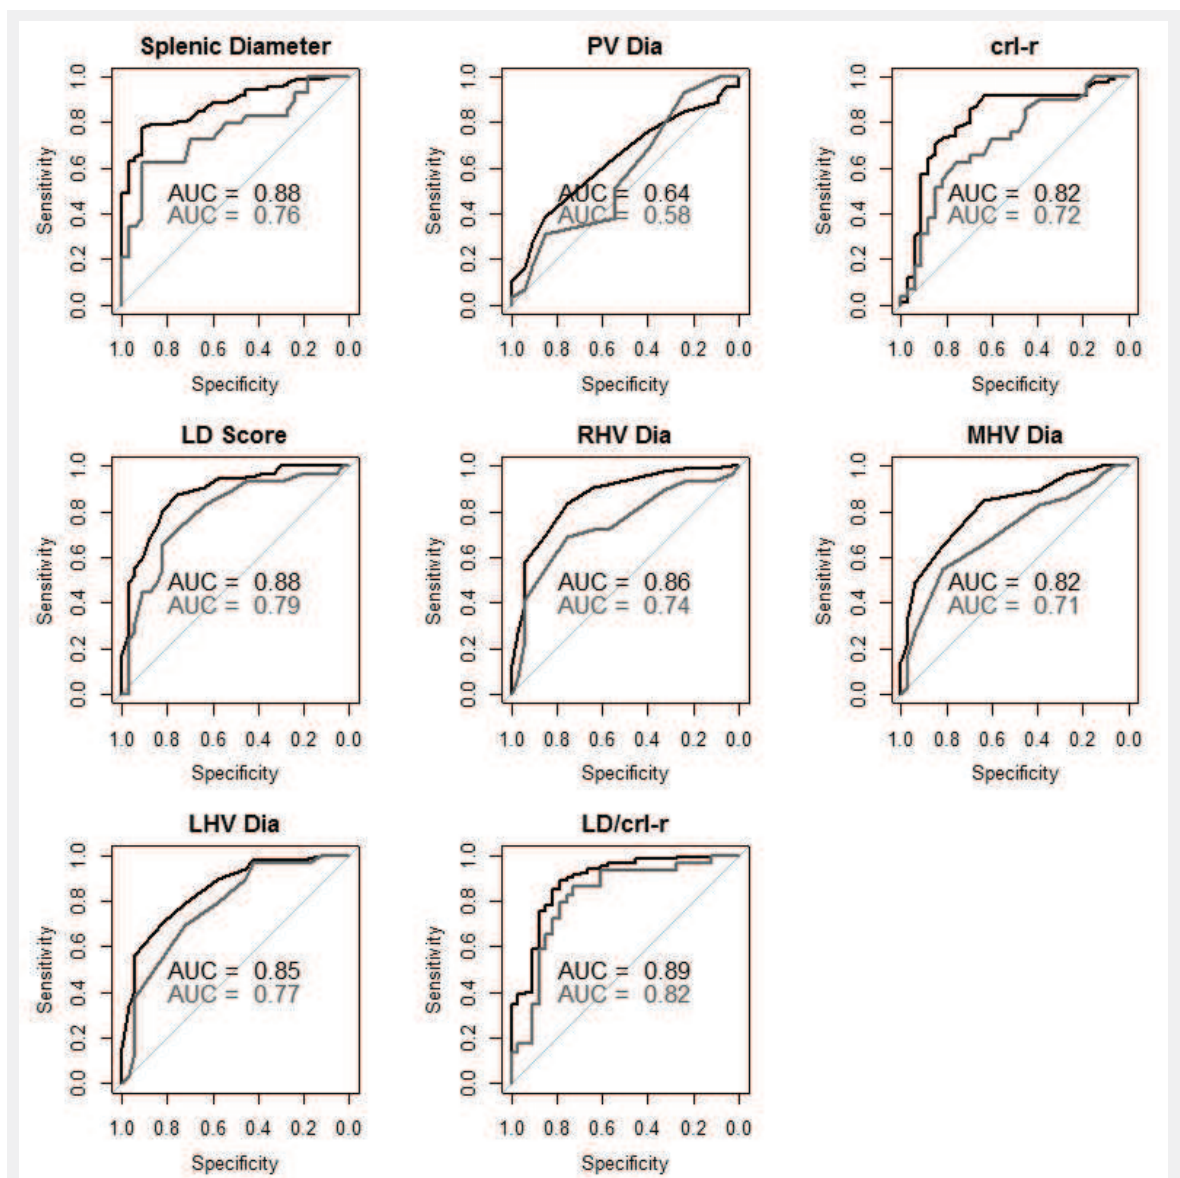 Splenic Diameter
Sensitivity
0.0 0.2 0.4 0.6 0.8 1.0
AUC = 0.88
AUC = 0.76
1.0 0.8 0.6 0.4 0.2 0.0
Specificity
PV Dia
Sensitivity
0.0 0.2 0.4 0.6 0.8 1.0
AUC = 0.64
AUC = 0.58
1.0 0.8 0.6 0.4 0.2 0.0
Specificity
crl-r
Sensitivity
0.0 0.2 0.4 0.6 0.8 1.0
AUC = 0.82
AUC = 0.72
1.0 0.8 0.6 0.4 0.2 0.0
Specificity
LD Score
Sensitivity
0.0 0.2 0.4 0.6 0.8 1.0
AUC = 0.88
AUC = 0.79
1.0 0.8 0.6 0.4 0.2 0.0
Specificity
RHV Dia
Sensitivity
0.0 0.2 0.4 0.6 0.8 1.0
AUC = 0.86
AUC = 0.74
1.0 0.8 0.6 0.4 0.2 0.0
Specificity
MHV Dia
Sensitivity
0.0 0.2 0.4 0.6 0.8 1.0
AUC = 0.82
AUC = 0.71
1.0 0.8 0.6 0.4 0.2 0.0
Specificity
LHV Dia
Sensitivity
0.0 0.2 0.4 0.6 0.8 1.0
AUC = 0.85
AUC = 0.77
1.0 0.8 0.6 0.4 0.2 0.0
Specificity
LD/crl-r
Sensitivity
0.0 0.2 0.4 0.6 0.8 1.0
AUC = 0.89
AUC = 0.82
1.0 0.8 0.6 0.4 0.2 0.0
Specificity